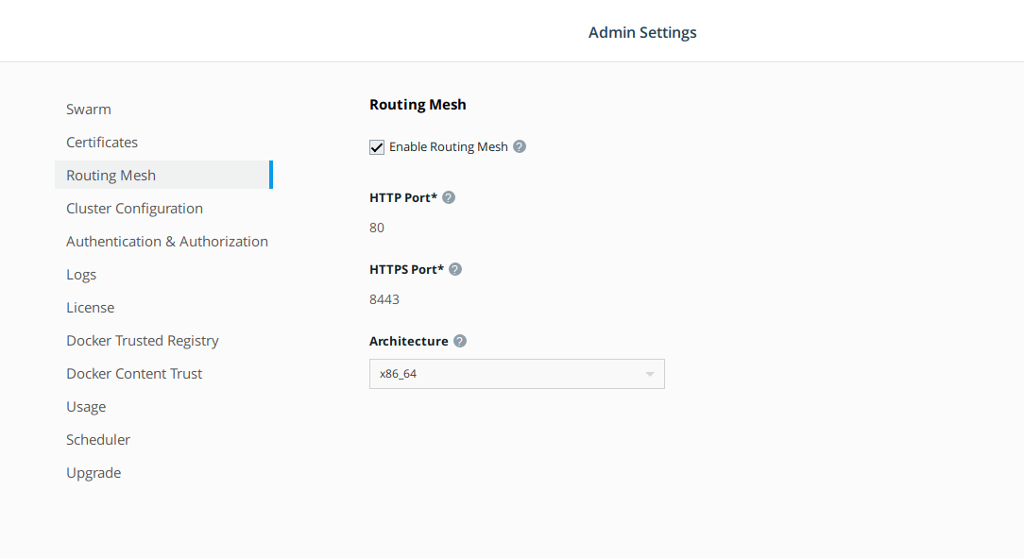 Admin Settings
Swarm
Certificates
Routing Mesh
Cluster Configuration
Authentication & Authorization
Logs
License
Docker Trusted Registry
Docker Content Trust
Usage
Scheduler
Upgrade
Routing Mesh
Enable Routing Mesh ?
HTTP Port* ?
80
HTTPS Port* ?
8443
Architecture ?
x86_64